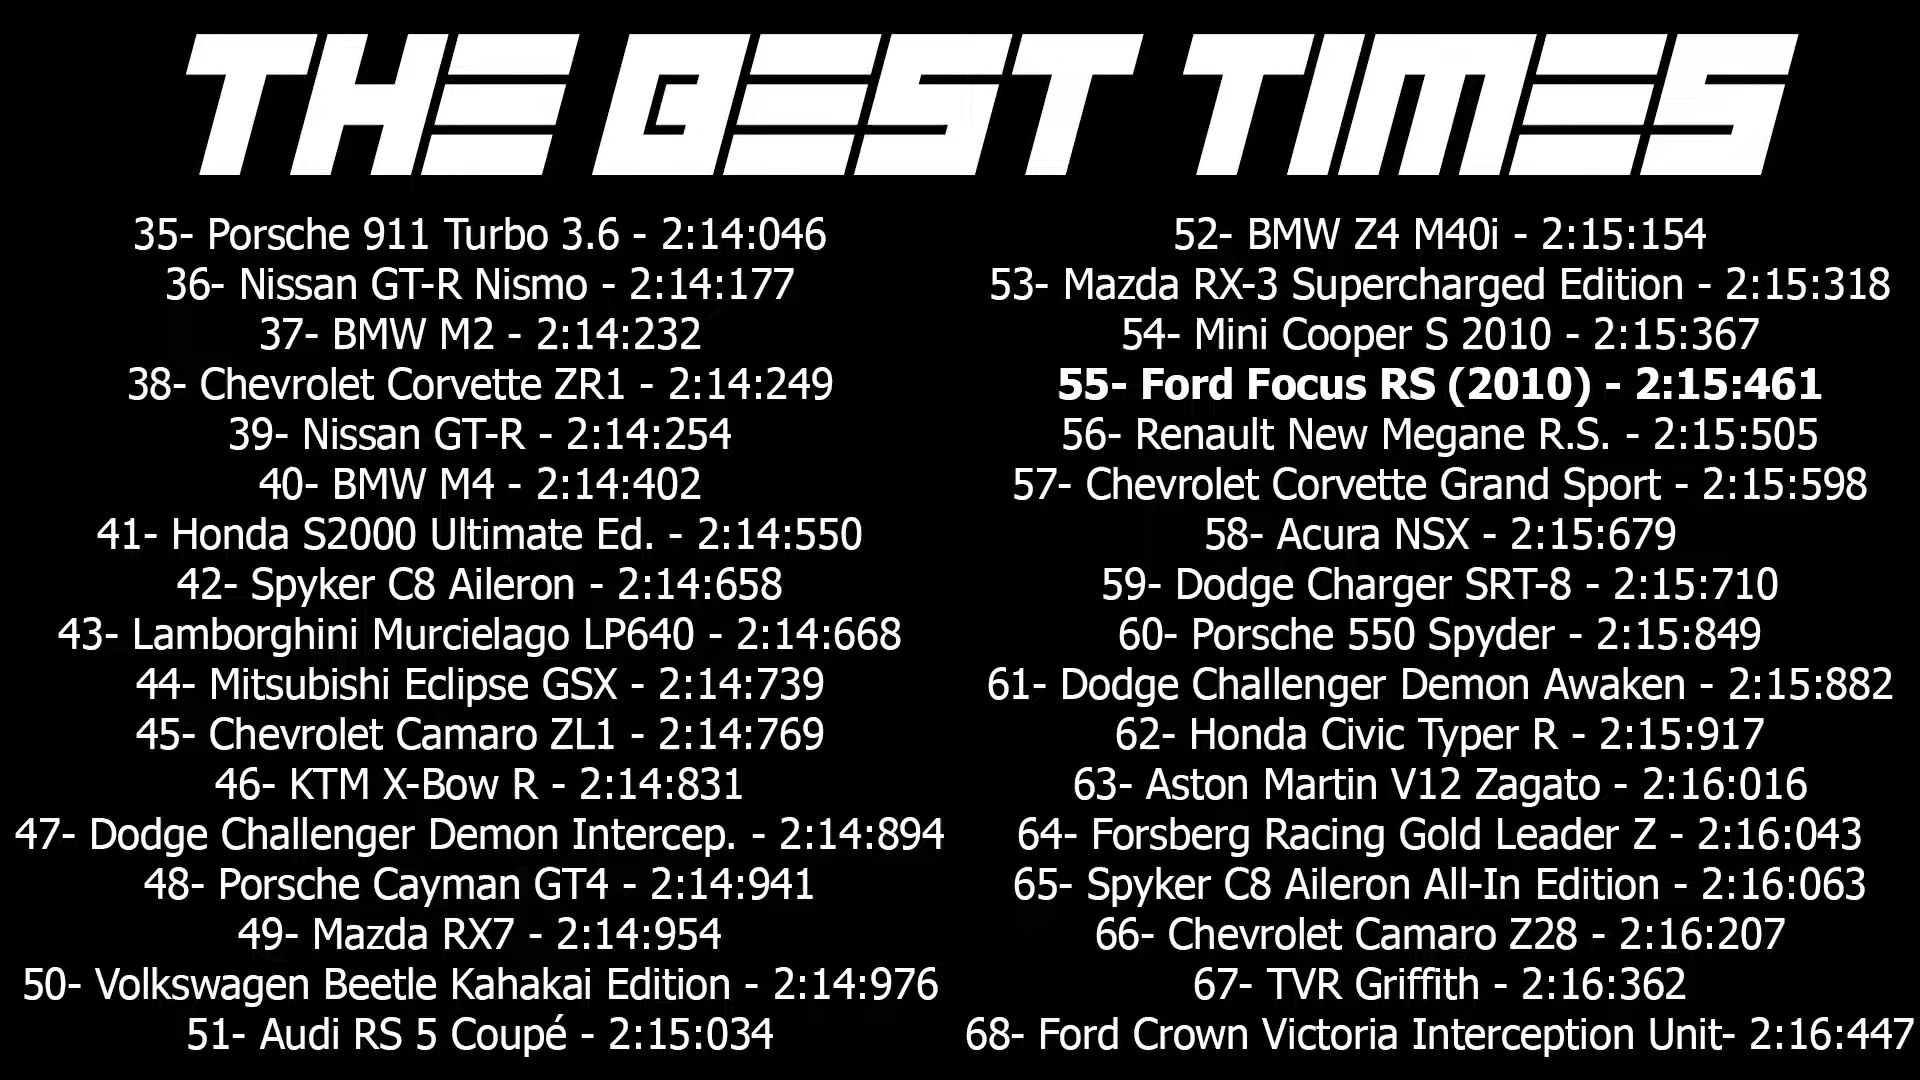 THE BEST TIMES
35- Porsche 911 Turbo 3.6 - 2:14:046
36- Nissan GT-R Nismo - 2:14:177
37- BMW M2 - 2:14:232
38- Chevrolet Corvette ZR1 - 2:14:249
39- Nissan GT-R - 2:14:254
40- BMW M4 - 2:14:402
41- Honda S2000 Ultimate Ed. - 2:14:550
42- Spyker C8 Aileron - 2:14:658
43- Lamborghini Murcielago LP640 - 2:14:668
44- Mitsubishi Eclipse GSX - 2:14:739
45- Chevrolet Camaro ZL1 - 2:14:769
46- KTM X-Bow R - 2:14:831
47- Dodge Challenger Demon Intercep. - 2:14:894
48- Porsche Cayman GT4 - 2:14:941
49- Mazda RX7 - 2:14:954
50- Volkswagen Beetle Kahakai Edition - 2:14:976
51- Audi RS 5 Coupé - 2:15:034
52- BMW Z4 M40i - 2:15:154
53- Mazda RX-3 Supercharged Edition - 2:15:318
54- Mini Cooper S 2010 - 2:15:367
55- Ford Focus RS (2010) - 2:15:461
56- Renault New Megane R.S. - 2:15:505
57- Chevrolet Corvette Grand Sport - 2:15:598
58- Acura NSX - 2:15:679
59- Dodge Charger SRT-8 - 2:15:710
60- Porsche 550 Spyder - 2:15:849
61- Dodge Challenger Demon Awaken - 2:15:882
62- Honda Civic Typer R - 2:15:917
63- Aston Martin V12 Zagato - 2:16:016
64- Forsberg Racing Gold Leader Z - 2:16:043
65- Spyker C8 Aileron All-In Edition - 2:16:063
66- Chevrolet Camaro Z28 - 2:16:207
67- TVR Griffith - 2:16:362
68- Ford Crown Victoria Interception Unit- 2:16:447